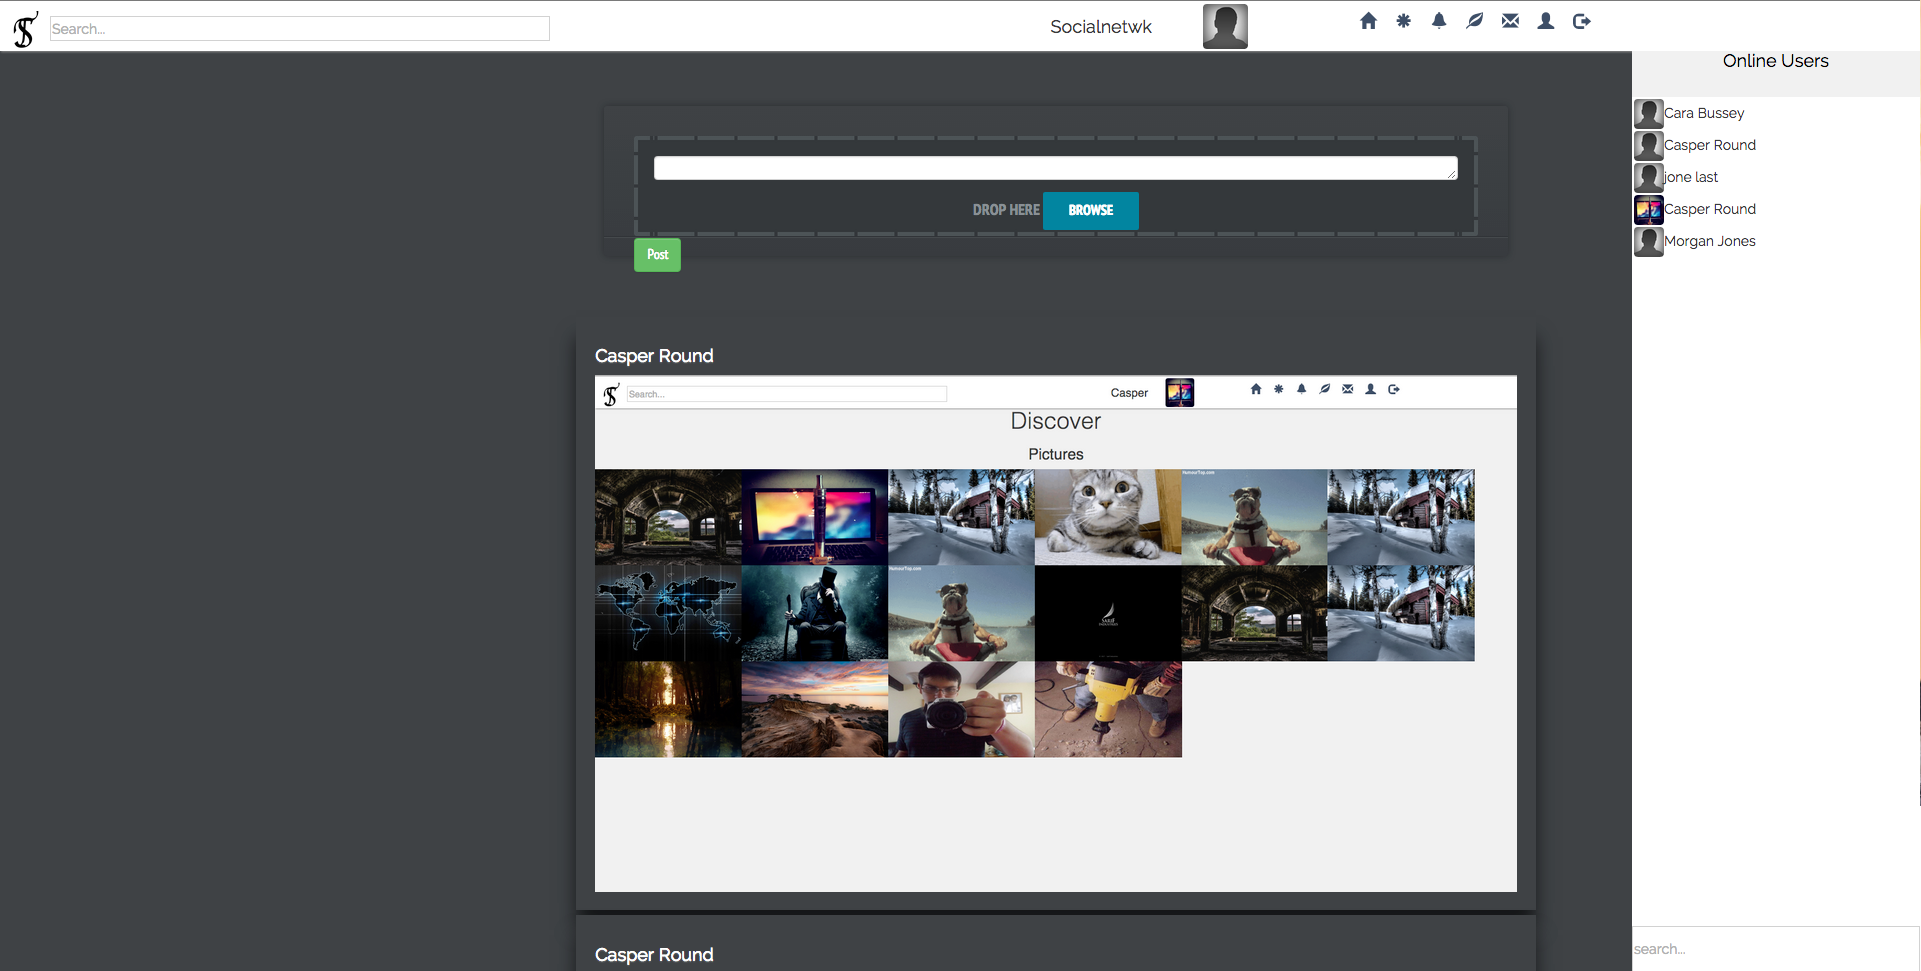 Search...
Socialnetwk
Online Users
Cara Bussey
Casper Round
jone last
Casper Round
Morgan Jones
DROP HERE BROWSE
Post
Casper Round
Search...
Casper
Discover
Pictures
Casper Round
search...